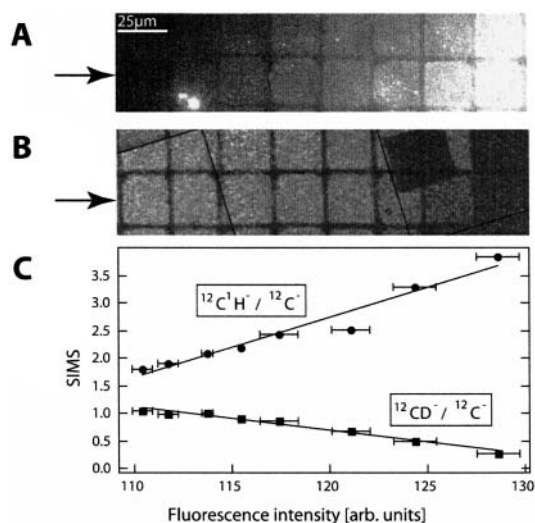 A
25µm
B
C
3.5
3.0
2.5
2.0
1.5
1.0
0.5
0.0
SIMS
¹²C¹H⁻ / ¹²C⁻
¹²CD⁻ / ¹²C⁻
110 115 120 125 130
Fluorescence intensity [arb. units]